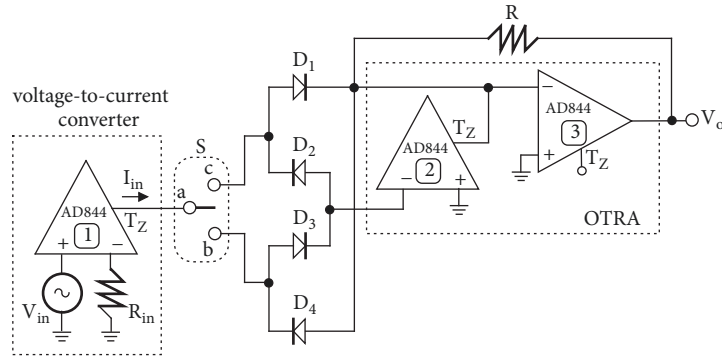 R
D1
voltage-to-current
converter
AD844
TZ
−
3
Vo
S
D2
AD844
TZ
2
+
TZ
Iin
c
a
−
+
AD844
1
TZ
D3
OTRA
b
+
−
D4
Vin
Rin